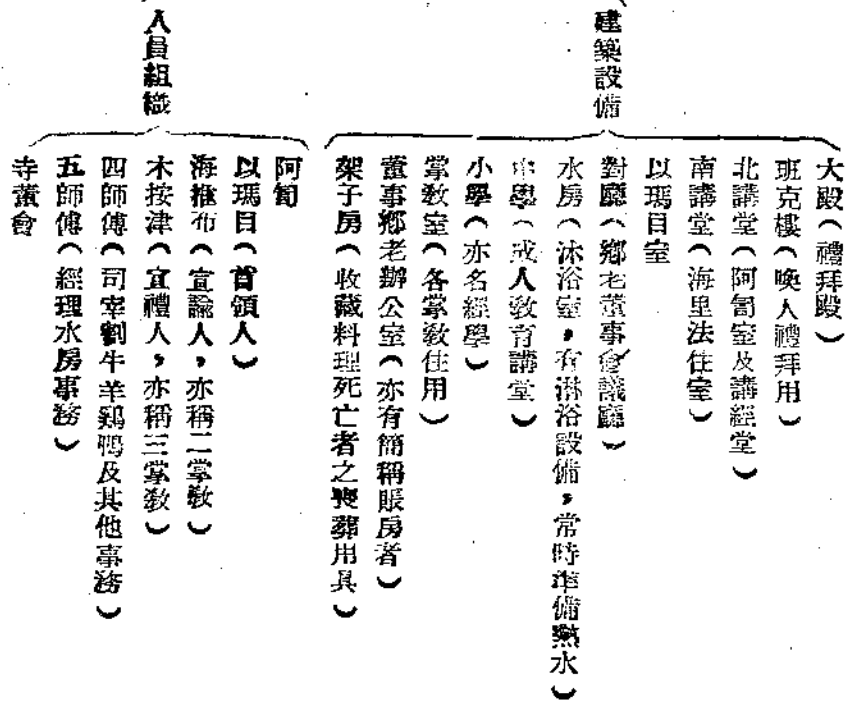 建築設備
大殿（禮拜殿）
班克樓（喚人禮拜用）
北講堂（阿訇室及講經堂）
南講堂（海里法住室）
以瑪目室
對廳（鄉老董事會議廳）
水房（沐浴室，有淋浴設備，常時準備熱水）
中學（成人教育講堂）
小學（亦名經學）
掌教室（各掌教住用）
董事鄉老辦公室（亦有簡稱賬房者）
架子房（收藏料理死亡者之喪葬用具）
人員組織
阿訇
以瑪目（首領人）
海推布（宣諭人，亦稱二掌教）
木按津（宣禮人，亦稱三掌教）
四師傅（司宰割牛羊鷄鴨及其他事務）
五師傅（經理水房事務）
寺董會